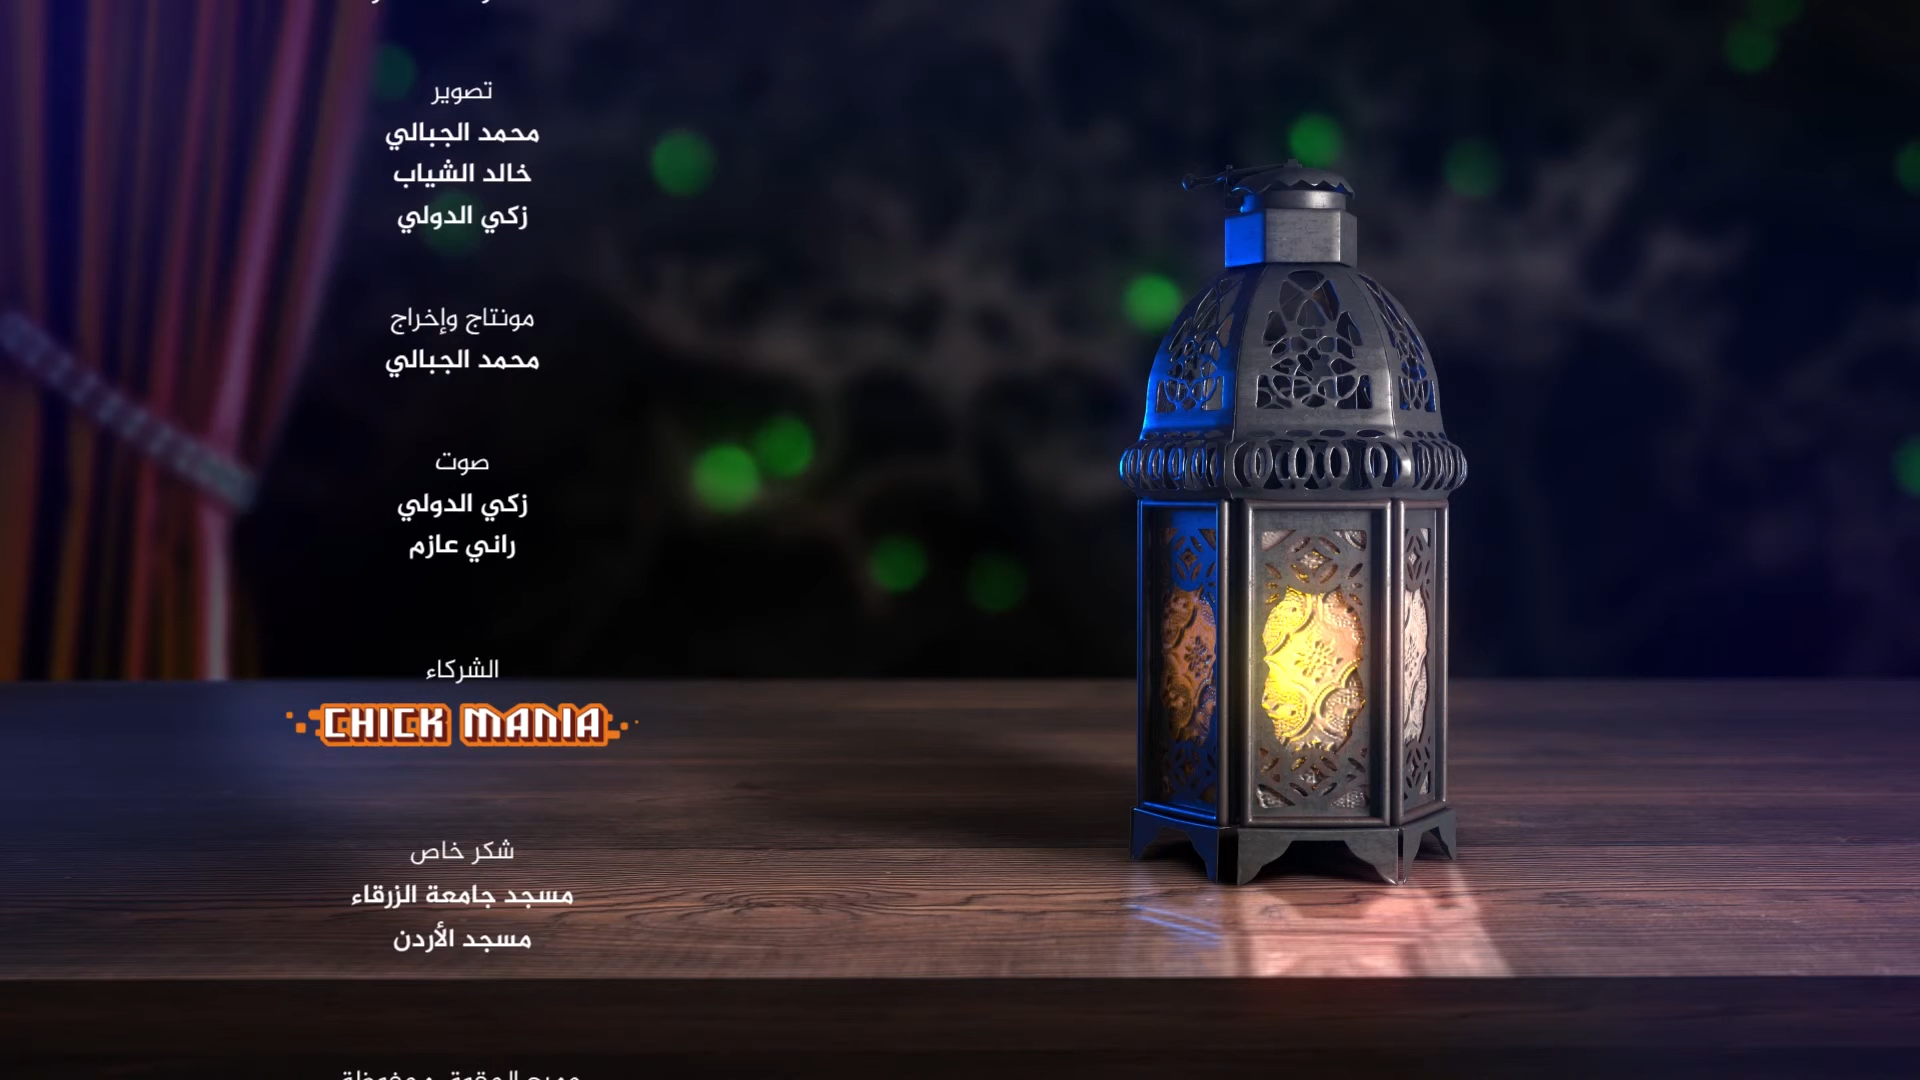 تصوير
محمد الجبالي
خالد الشياب
زكي الدولي
مونتاج وإخراج
محمد الجبالي
صوت
زكي الدولي
راني عازم
الشركاء
CHICK MANIA
شكر خاص
مسجد جامعة الزرقاء
مسجد الأردن